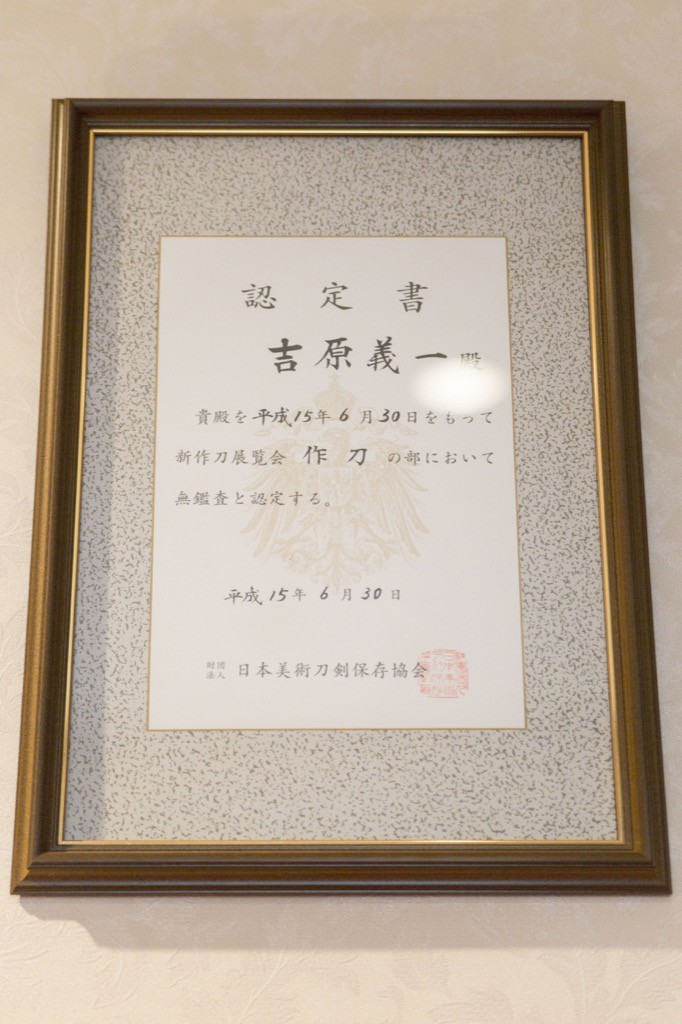 認定書
吉原義一殿
貴殿を平成15年6月30日をもって
新作刀展覧会 作刀 の部において
無鑑査と認定する。
平成15年6月30日
財団法人 日本美術刀剣保存協会